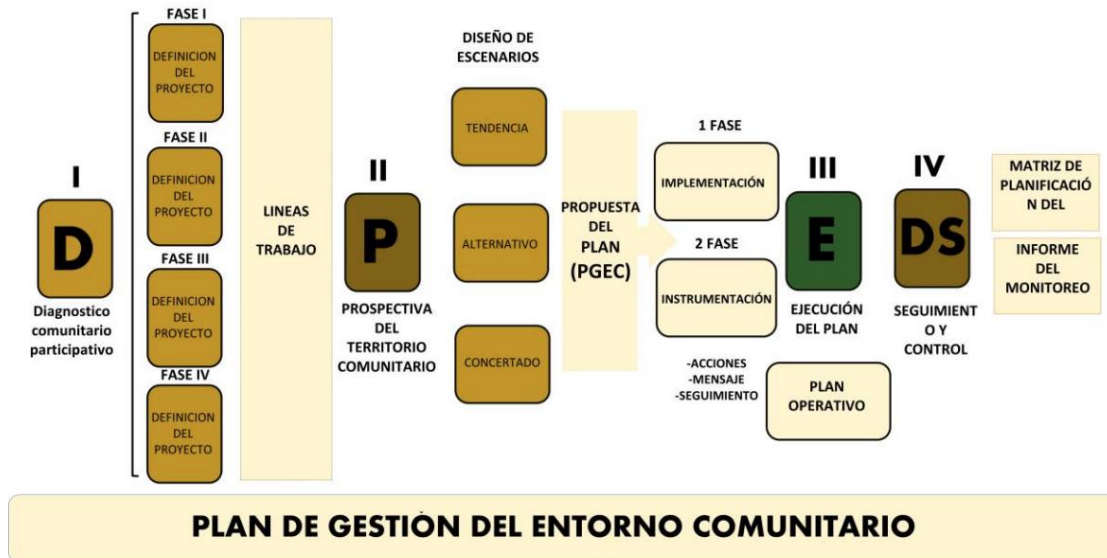 I
D
Diagnostico
comunitario
participativo
FASE I
DEFINICION
DEL
PROYECTO
FASE II
DEFINICION
DEL
PROYECTO
FASE III
DEFINICION
DEL
PROYECTO
FASE IV
DEFINICION
DEL
PROYECTO
LINEAS
DE
TRABAJO
II
P
PROSPECTIVA
DEL
TERRITORIO
COMUNITARIO
DISEÑO DE
ESCENARIOS
TENDENCIA
ALTERNATIVO
CONCERTADO
PROPUESTA
DEL
PLAN
(PGEC)
1 FASE
IMPLEMENTACIÓN
2 FASE
INSTRUMENTACIÓN
-ACCIONES
-MENSAJE
-SEGUIMIENTO
III
E
EJECUCIÓN
DEL PLAN
PLAN
OPERATIVO
IV
DS
SEGUIMIENT
O Y
CONTROL
MATRIZ DE
PLANIFICACIÓ
N DEL
INFORME
DEL
MONITOREO
PLAN DE GESTIÓN DEL ENTORNO COMUNITARIO